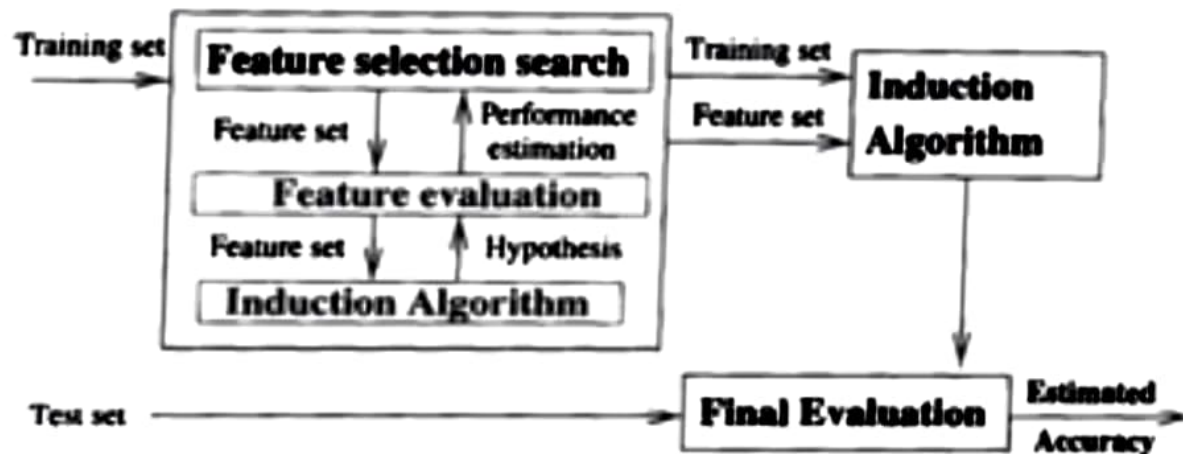 Training set
Feature selection search
Feature set
Performance
estimation
Feature evaluation
Feature set
Hypothesis
Induction Algorithm
Training set
Feature set
Induction
Algorithm
Test set
Final Evaluation
Estimated
Accuracy